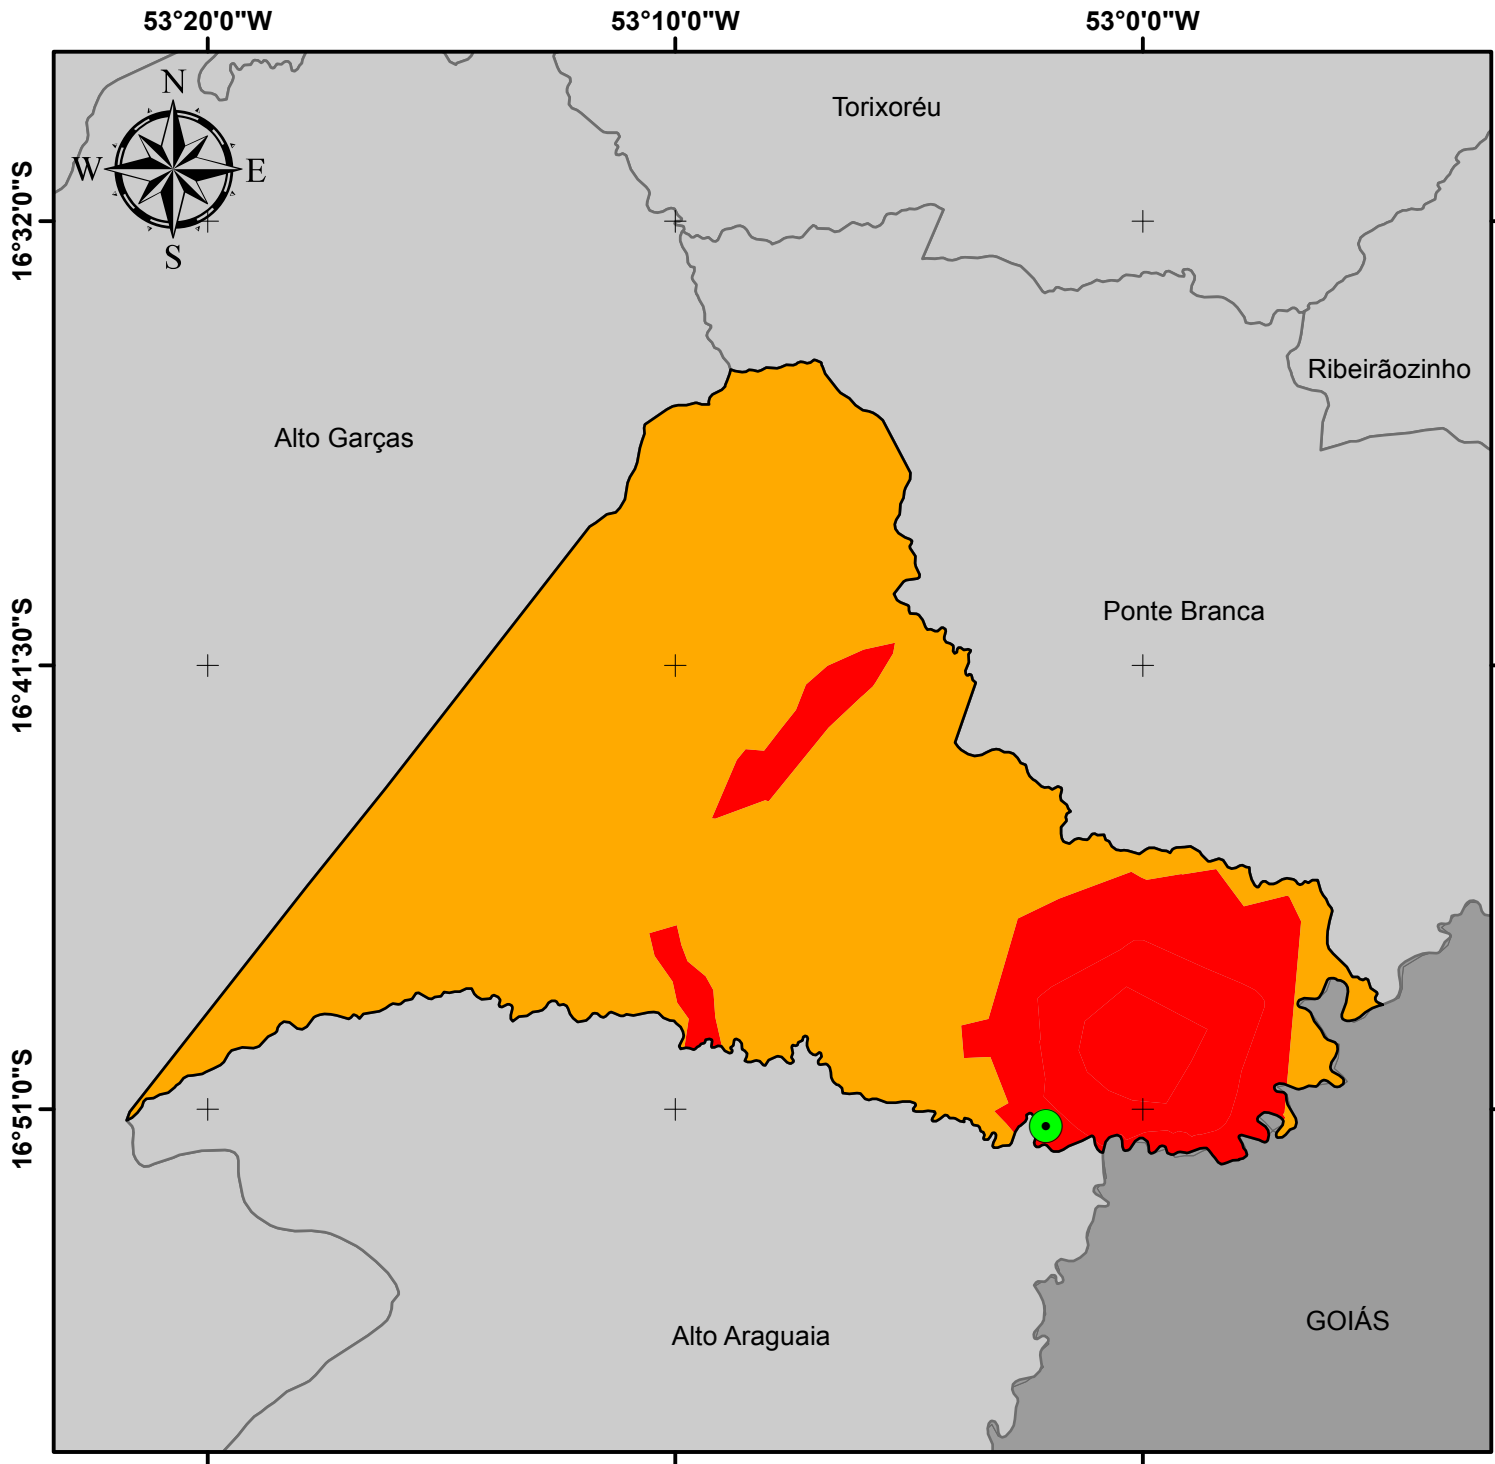 53°20'0"W 53°10'0"W 53°0'0"W
N
W E
S
Torixoréu
16°32'0"S
Ribeirãozinho
Alto Garças
Ponte Branca
16°41'30"S
16°51'0"S
GOIÁS
Alto Araguaia